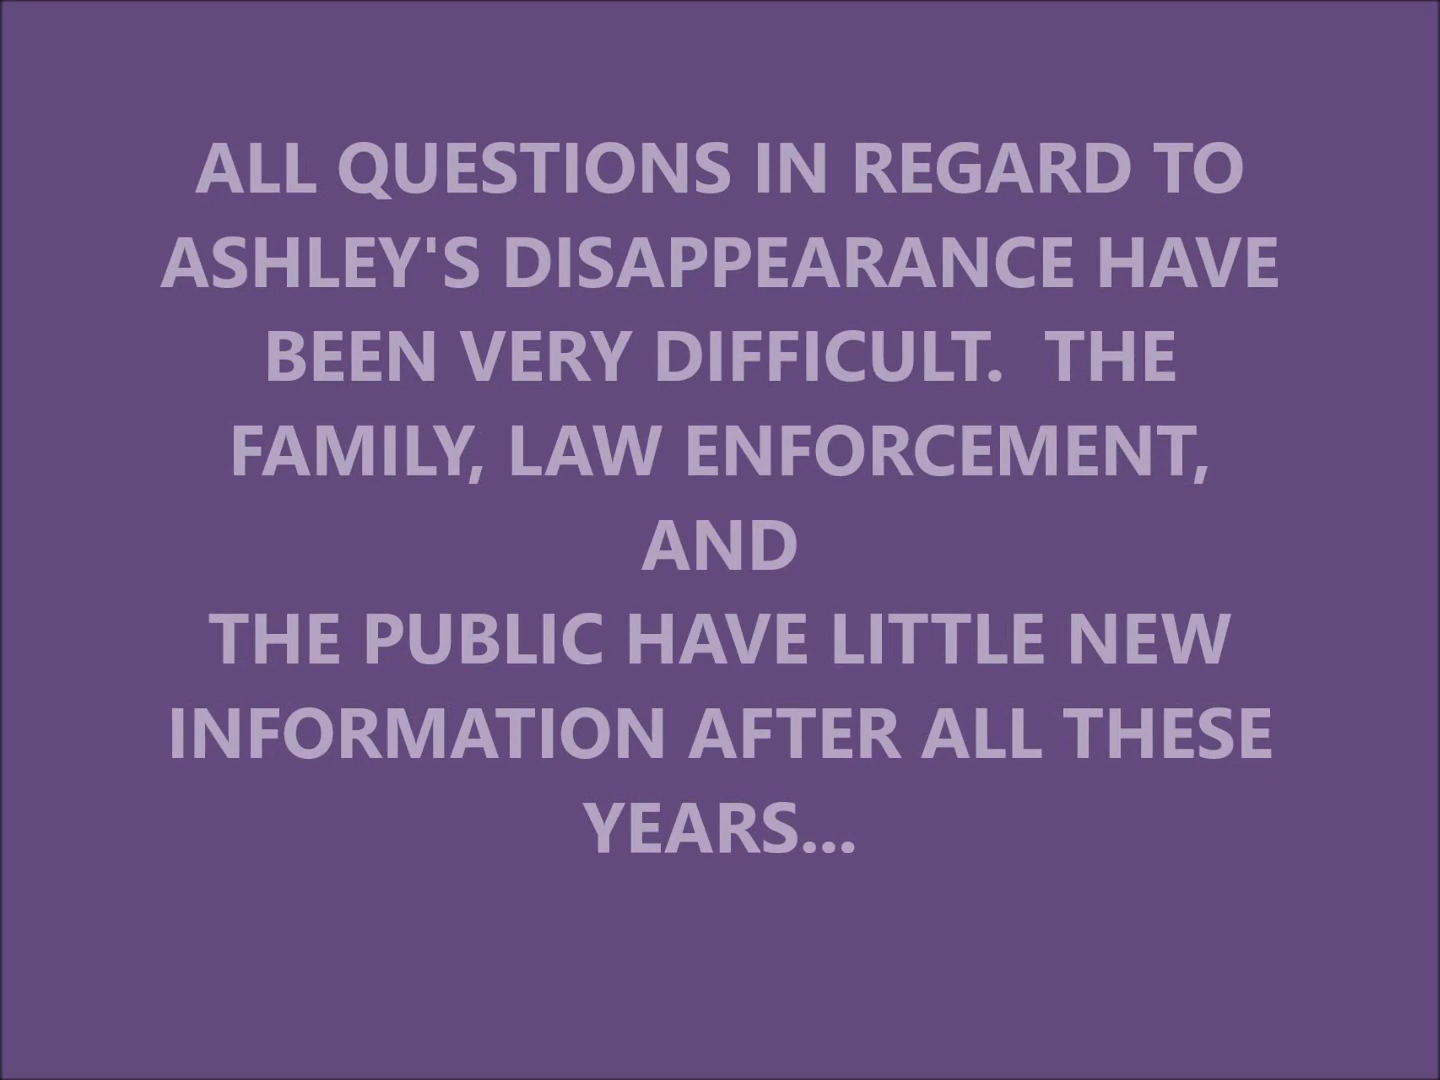 ALL QUESTIONS IN REGARD TO
ASHLEY'S DISAPPEARANCE HAVE
BEEN VERY DIFFICULT.  THE
FAMILY, LAW ENFORCEMENT,
AND
THE PUBLIC HAVE LITTLE NEW
INFORMATION AFTER ALL THESE
YEARS...